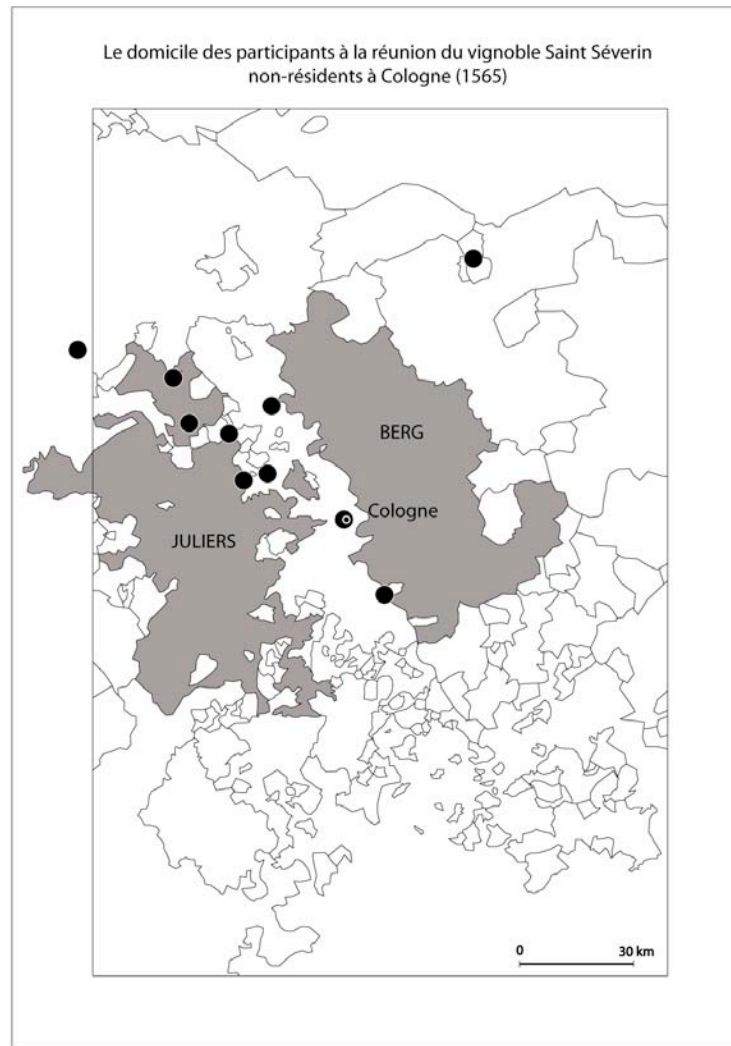 Le domicile des participants à la réunion du vignoble Saint Séverin
non-résidents à Cologne (1565)
BERG
Cologne
JULIERS
0 30 km